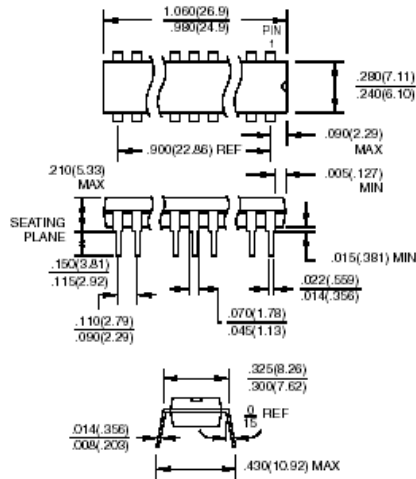 1.060(26.9)
.980(24.9)
PIN
1
.280(7.11)
.240(6.10)
.090(2.29)
MAX
.900(22.86) REF
.210(5.33)
MAX
.005(.127)
MIN
SEATING
PLANE
.015(.381) MIN
.150(3.81)
.115(2.92)
.022(.559)
.014(.356)
.070(1.78)
.045(1.13)
.110(2.79)
.090(2.29)
.325(8.26)
.300(7.62)
0
15
REF
.014(.356)
.008(.203)
.430(10.92) MAX